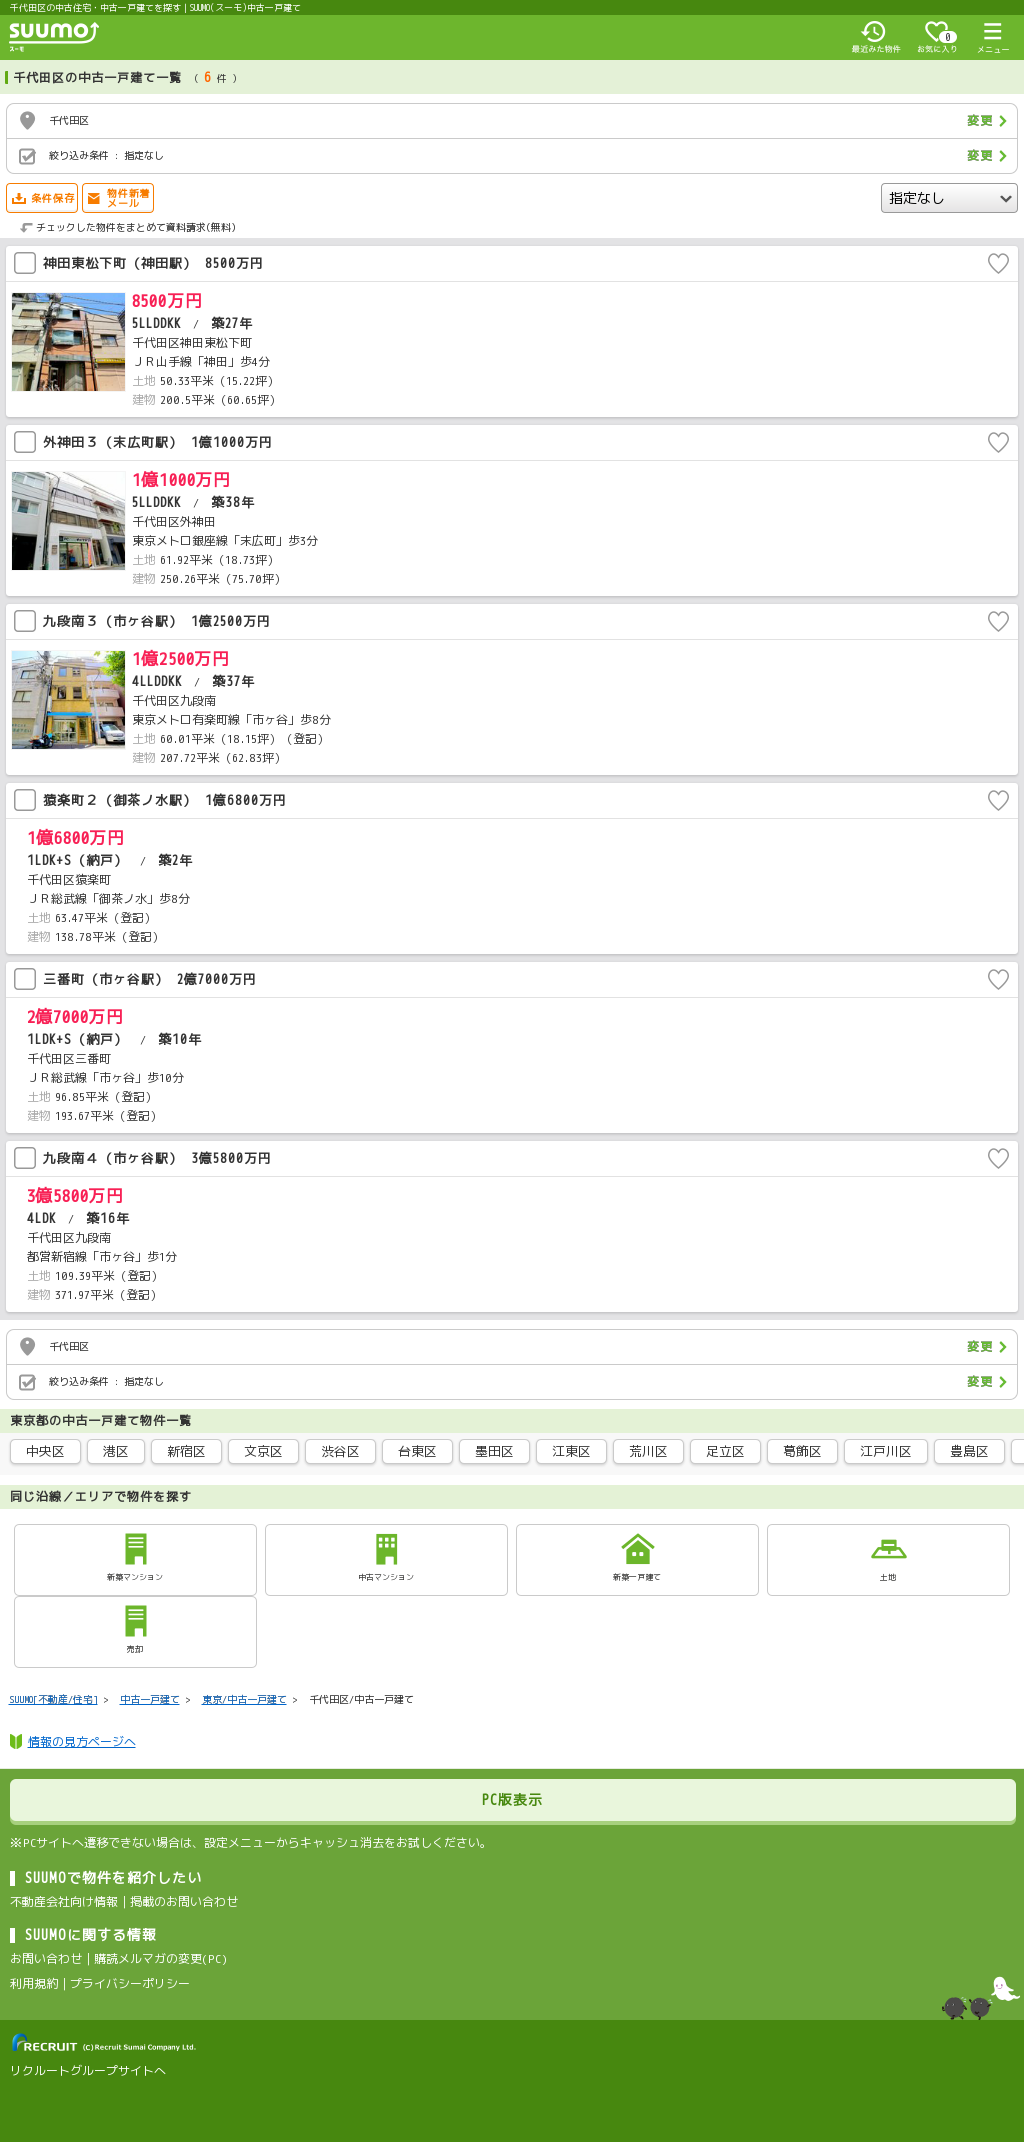 千代田区の中古住宅・中古一戸建てを探す | SUUMO(スーモ)中古一戸建て
suumo
スーモ
最近みた物件
0
お気に入り
メニュー
千代田区の中古一戸建て一覧 （ 6 件 ）
千代田区 変更
絞り込み条件 : 指定なし 変更
条件保存
物件新着
メール
指定なし
チェックした物件をまとめて資料請求(無料)
神田東松下町（神田駅） 8500万円
8500万円
5LLDDKK / 築27年
千代田区神田東松下町
ＪＲ山手線「神田」歩4分
土地 50.33平米（15.22坪）
建物 200.5平米（60.65坪）
外神田３（末広町駅） 1億1000万円
1億1000万円
5LLDDKK / 築38年
千代田区外神田
東京メトロ銀座線「末広町」歩3分
土地 61.92平米（18.73坪）
建物 250.26平米（75.70坪）
九段南３（市ヶ谷駅） 1億2500万円
1億2500万円
4LLDDKK / 築37年
千代田区九段南
東京メトロ有楽町線「市ヶ谷」歩8分
土地 60.01平米（18.15坪）（登記）
建物 207.72平米（62.83坪）
猿楽町２（御茶ノ水駅） 1億6800万円
1億6800万円
1LDK+S（納戸） / 築2年
千代田区猿楽町
ＪＲ総武線「御茶ノ水」歩8分
土地 63.47平米（登記）
建物 138.78平米（登記）
三番町（市ヶ谷駅） 2億7000万円
2億7000万円
1LDK+S（納戸） / 築10年
千代田区三番町
ＪＲ総武線「市ヶ谷」歩10分
土地 96.85平米（登記）
建物 193.67平米（登記）
九段南４（市ヶ谷駅） 3億5800万円
3億5800万円
4LDK / 築16年
千代田区九段南
都営新宿線「市ヶ谷」歩1分
土地 109.39平米（登記）
建物 371.97平米（登記）
千代田区 変更
絞り込み条件 : 指定なし 変更
東京都の中古一戸建て物件一覧
中央区 港区 新宿区 文京区 渋谷区 台東区 墨田区 江東区 荒川区 足立区 葛飾区 江戸川区 豊島区
同じ沿線／エリアで物件を探す
新築マンション 中古マンション 新築一戸建て 土地
売却
SUUMO[不動産/住宅] > 中古一戸建て > 東京/中古一戸建て > 千代田区/中古一戸建て
情報の見方ページへ
PC版表示
※PCサイトへ遷移できない場合は、設定メニューからキャッシュ消去をお試しください。
SUUMOで物件を紹介したい
不動産会社向け情報｜掲載のお問い合わせ
SUUMOに関する情報
お問い合わせ｜購読メルマガの変更(PC)
利用規約｜プライバシーポリシー
RECRUIT (C)Recruit Sumai Company Ltd.
リクルートグループサイトへ